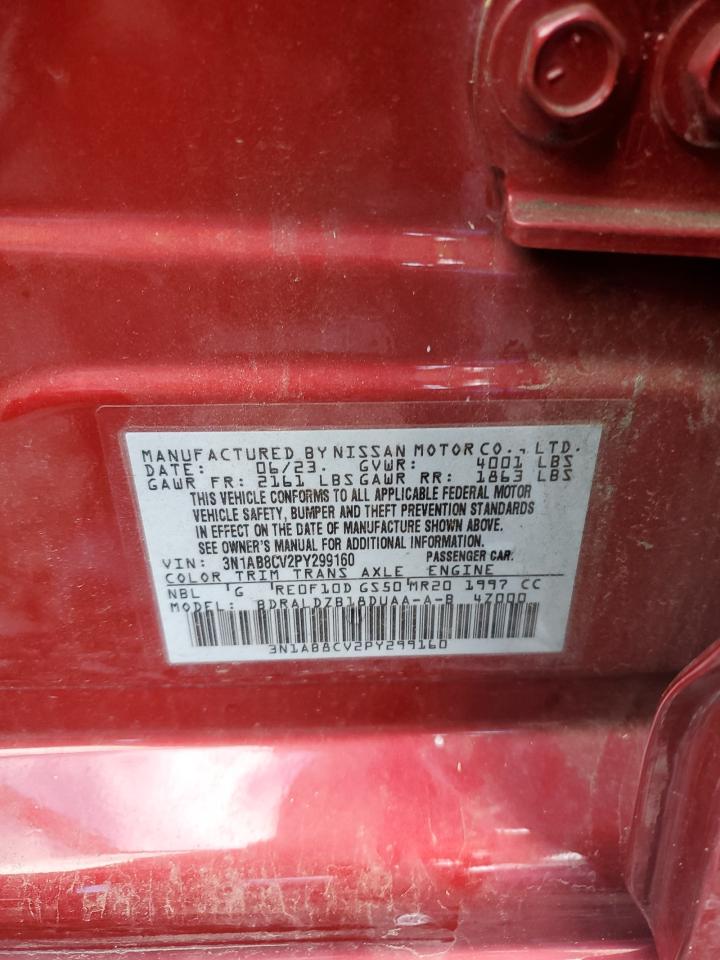 MANUFACTURED BY NISSAN MOTOR CO., LTD.
DATE: 06/23. GVWR: 4001 LBS
GAWR FR: 2161 LBS GAWR RR: 1863 LBS
THIS VEHICLE CONFORMS TO ALL APPLICABLE FEDERAL MOTOR
VEHICLE SAFETY, BUMPER AND THEFT PREVENTION STANDARDS
IN EFFECT ON THE DATE OF MANUFACTURE SHOWN ABOVE.
SEE OWNER'S MANUAL FOR ADDITIONAL INFORMATION.
VIN: 3N1AB8CV2PY299160 PASSENGER CAR.
COLOR TRIM TRANS AXLE ENGINE
NBL G RE0F10D GS50 MR20 1997 CC
MODEL: BDRALDZB18DUAA-A-B 4Z000
3N1AB8CV2PY299160